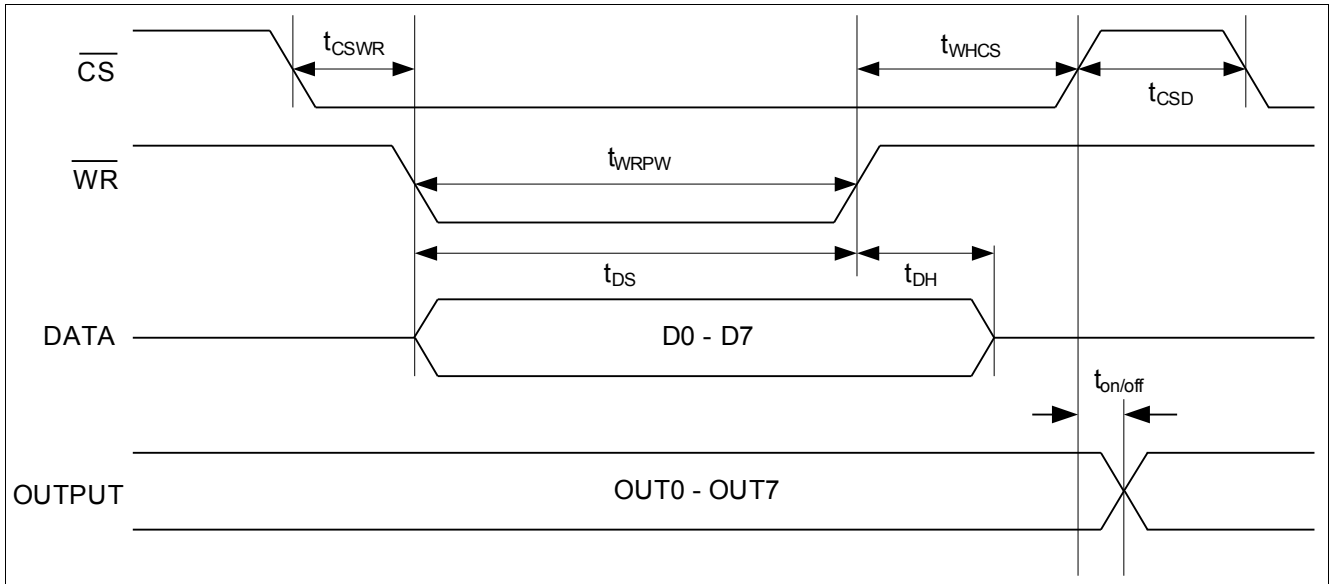 CS
tCSWR
tWHCS
tCSD
WR
tWRPW
tDS
tDH
DATA
D0 - D7
ton/off
OUTPUT
OUT0 - OUT7